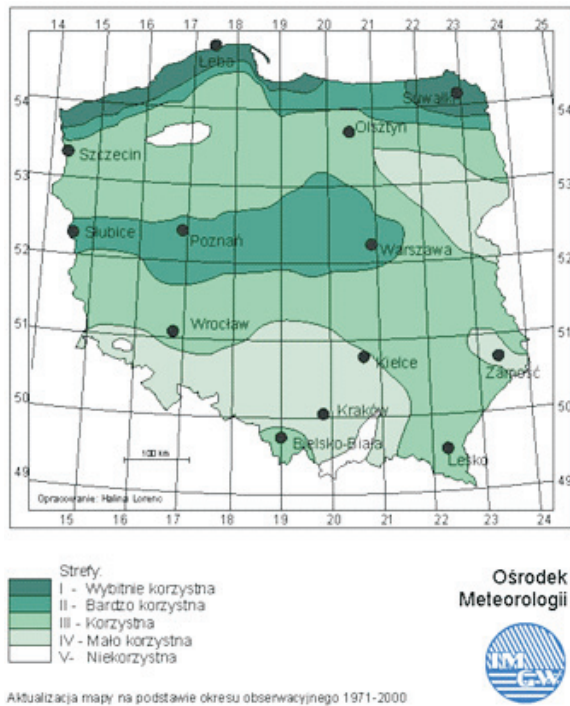 14 15 16 17 18 19 20 21 22 23 24 25
Łeba
54 Suwałki 54
Olsztyn
Szczecin
53 53
Słubice Poznań
52 Warszawa 52
51 Wrocław 51
Kielce Zamość
50 Kraków 50
Bielsko-Biała Lesko
100 km
49 49
Opracowanie: Halina Lorenc
15 16 17 18 19 20 21 22 23 24
Strefy:
I - Wybitnie korzystna
II - Bardzo korzystna
III - Korzystna
IV - Mało korzystna
V- Niekorzystna
Ośrodek
Meteorologii
IM
GW
Aktualizacja mapy na podstawie okresu obserwacyjnego 1971-2000